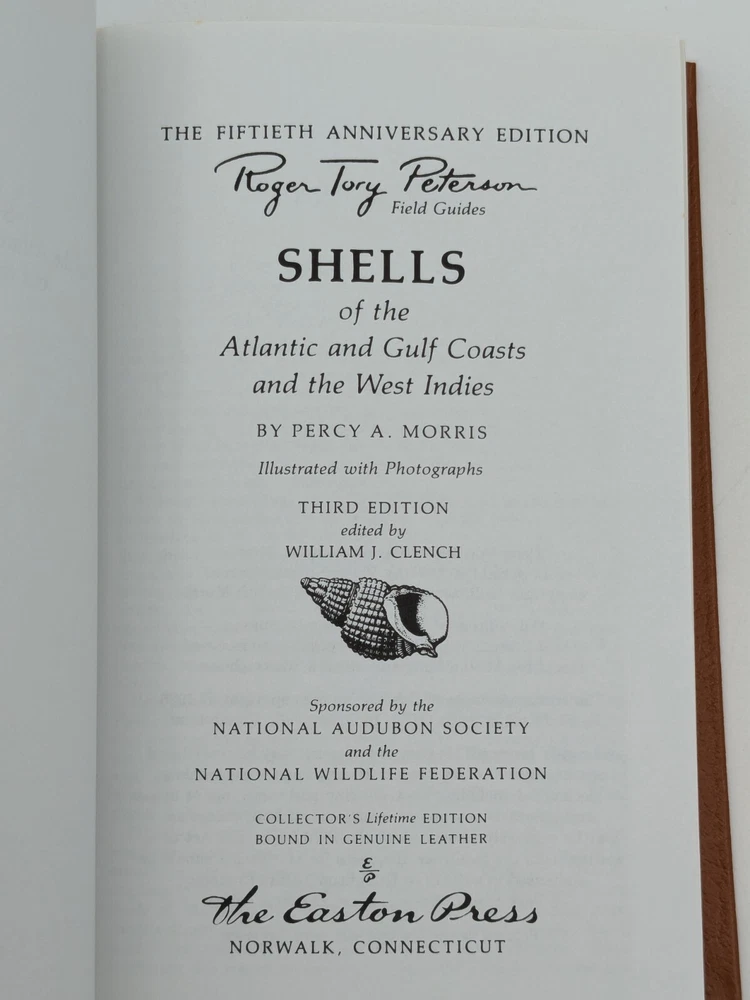 THE FIFTIETH ANNIVERSARY EDITION
Roger Tory Peterson
Field Guides
SHELLS
of the
Atlantic and Gulf Coasts
and the West Indies
BY PERCY A. MORRIS
Illustrated with Photographs
THIRD EDITION
edited by
WILLIAM J. CLENCH
Sponsored by the
NATIONAL AUDUBON SOCIETY
and the
NATIONAL WILDLIFE FEDERATION
COLLECTOR'S Lifetime EDITION
BOUND IN GENUINE LEATHER
E
P
The Easton Press
NORWALK, CONNECTICUT